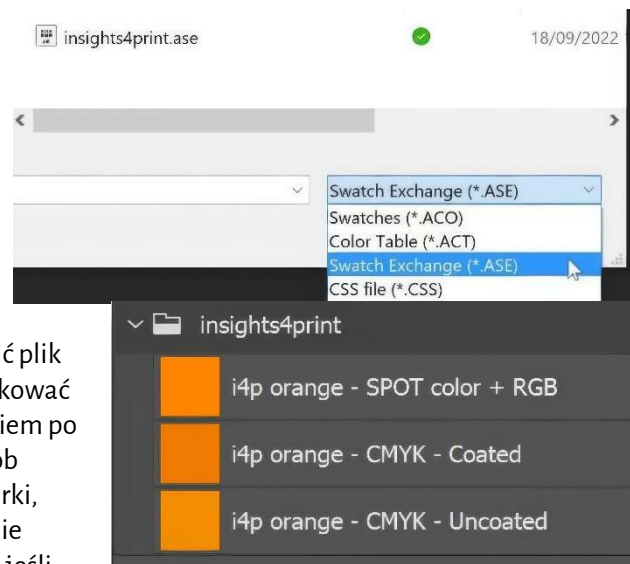 insights4print.ase 18/09/2022
Swatch Exchange (*.ASE)
Swatches (*.ACO)
Color Table (*.ACT)
Swatch Exchange (*.ASE)
CSS file (*.CSS)
insights4print
i4p orange - SPOT color + RGB
i4p orange - CMYK - Coated
i4p orange - CMYK - Uncoated
ć plik
kować
iem po
ob
rki,
ie
jeśli